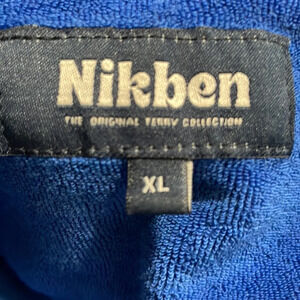 Nikben
THE ORIGINAL TERRY COLLECTION
XL